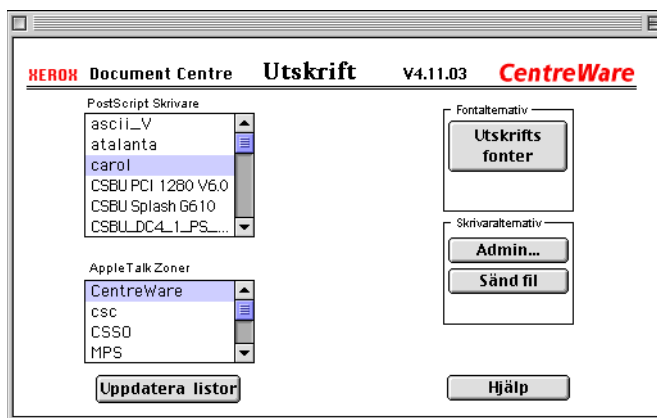 XEROX Document Centre Utskrift V4.11.03 CentreWare
PostScript Skrivare
ascii_V
atalanta
carol
CSBU PCI 1280 V6.0
CSBU Splash G610
CSBU_DC4_1_PS_...
AppleTalk Zoner
CentreWare
csc
CSSO
MPS
Uppdatera listor
Fontalternativ
Utskrifts
fonter
Skrivaralternativ
Admin...
Sänd fil
Hjälp